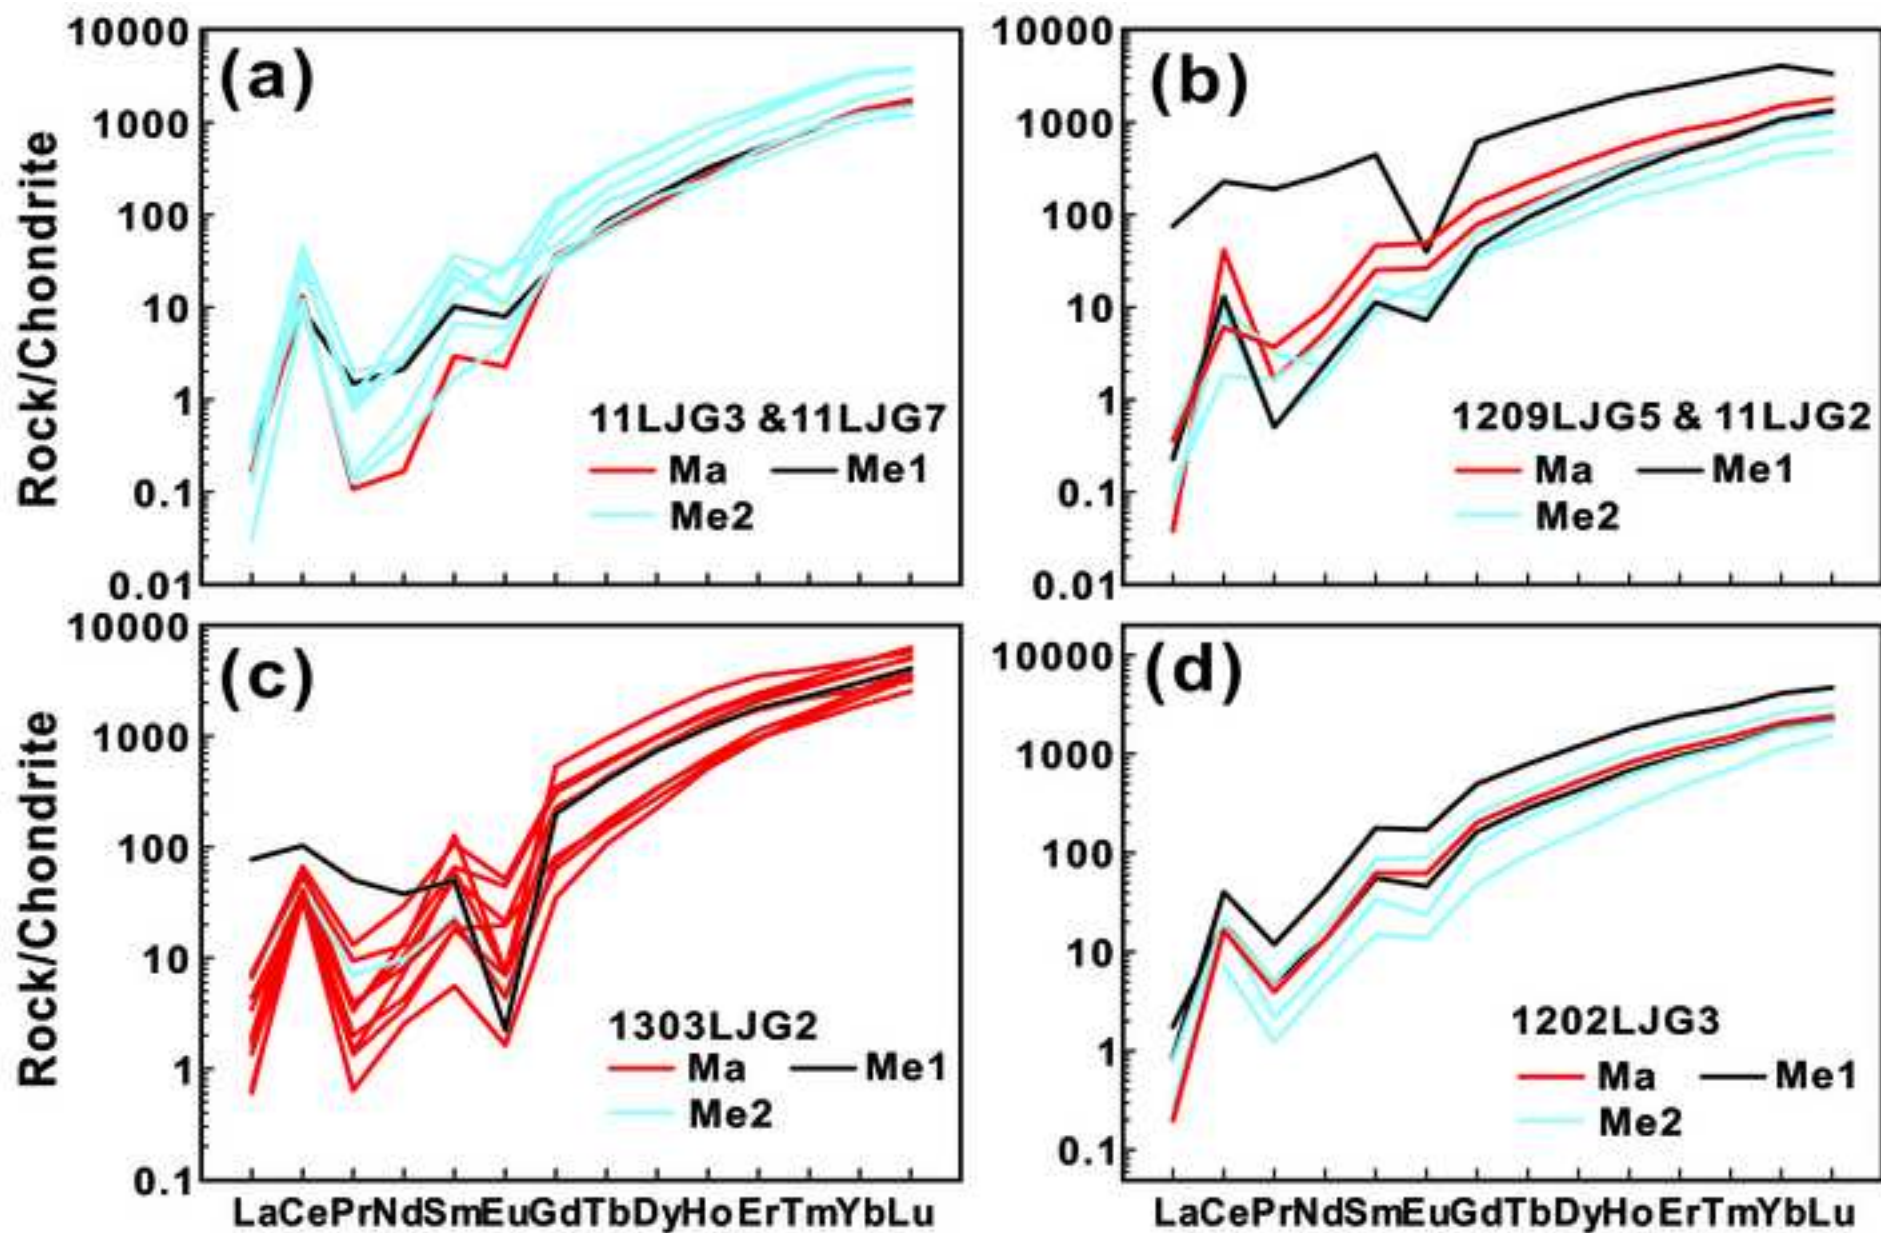 (a)
Rock/Chondrite
10000
1000
100
10
1
0.1
0.01
11LJG3 &11LJG7
Ma Me1
Me2
(b)
10000
1000
100
10
1
0.1
0.01
1209LJG5 & 11LJG2
Ma Me1
Me2
(c)
Rock/Chondrite
10000
1000
100
10
1
0.1
1303LJG2
Ma Me1
Me2
LaCePrNdSmEuGdTbDyHoErTmYbLu
(d)
10000
1000
100
10
1
0.1
1202LJG3
Ma Me1
Me2
LaCePrNdSmEuGdTbDyHoErTmYbLu